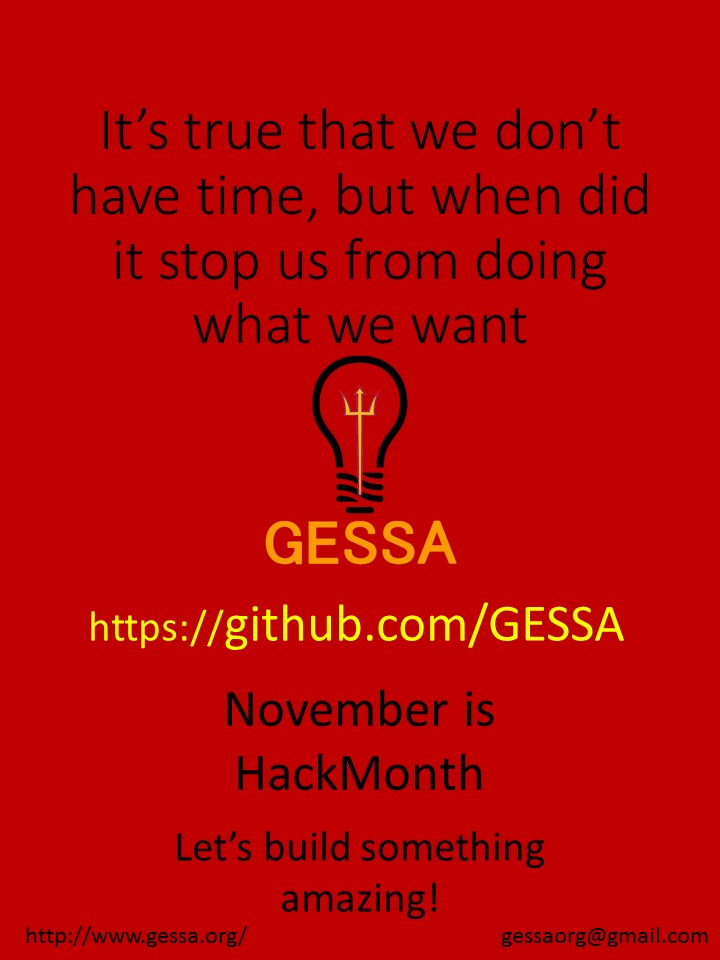 It’s true that we don’t
have time, but when did
it stop us from doing
what we want
GESSA
https://github.com/GESSA
November is
HackMonth
Let’s build something
amazing!
http://www.gessa.org/
gessaorg@gmail.com